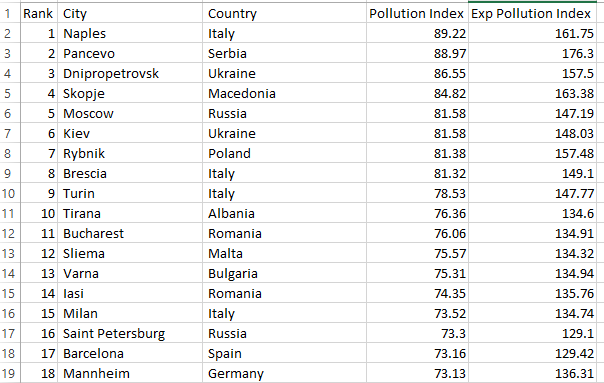 1 Rank City Country Pollution Index Exp Pollution Index
2 1 Naples Italy 89.22 161.75
3 2 Pancevo Serbia 88.97 176.3
4 3 Dnipropetrovsk Ukraine 86.55 157.5
5 4 Skopje Macedonia 84.82 163.38
6 5 Moscow Russia 81.58 147.19
7 6 Kiev Ukraine 81.58 148.03
8 7 Rybnik Poland 81.38 157.48
9 8 Brescia Italy 81.32 149.1
10 9 Turin Italy 78.53 147.77
11 10 Tirana Albania 76.36 134.6
12 11 Bucharest Romania 76.06 134.91
13 12 Sliema Malta 75.57 134.32
14 13 Varna Bulgaria 75.31 134.94
15 14 Iasi Romania 74.35 135.76
16 15 Milan Italy 73.52 134.74
17 16 Saint Petersburg Russia 73.3 129.1
18 17 Barcelona Spain 73.16 129.42
19 18 Mannheim Germany 73.13 136.31